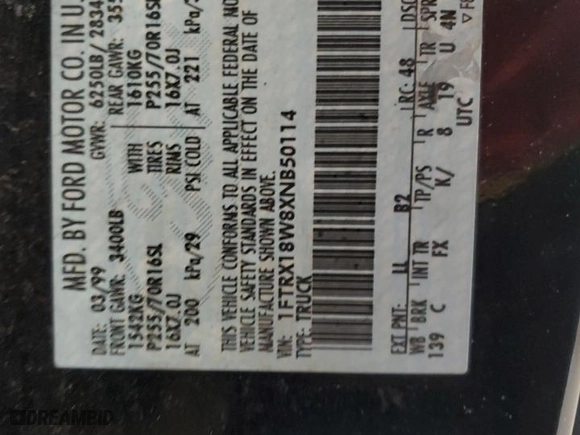 MFD. BY FORD MOTOR CO. IN U.
DATE: 03/99 GVWR: 6250LB/ 2834
FRONT GAWR: 3400LB REAR GAWR: 355
1542KG WITH 1610KG
P255/70R16SL TIRES P255/70R16S
16X7.0J RIMS 16X7.0J
AT 200 kPa/29 PSI COLD AT 221 kPa/
THIS VEHICLE CONFORMS TO ALL APPLICABLE FEDERAL MO
VEHICLE SAFETY STANDARDS IN EFFECT ON THE DATE OF
MANUFACTURE SHOWN ABOVE.
VIN: 1FTRX18W8XNB50114
TYPE: TRUCK
EXT PNT: LL B2 RC: 48 DSO
WB BRK INT TR TP/PS R AXLE TR SPR
139 C FX K/ 8 19 U 4N
UTC ▽ F8
DREAMBID